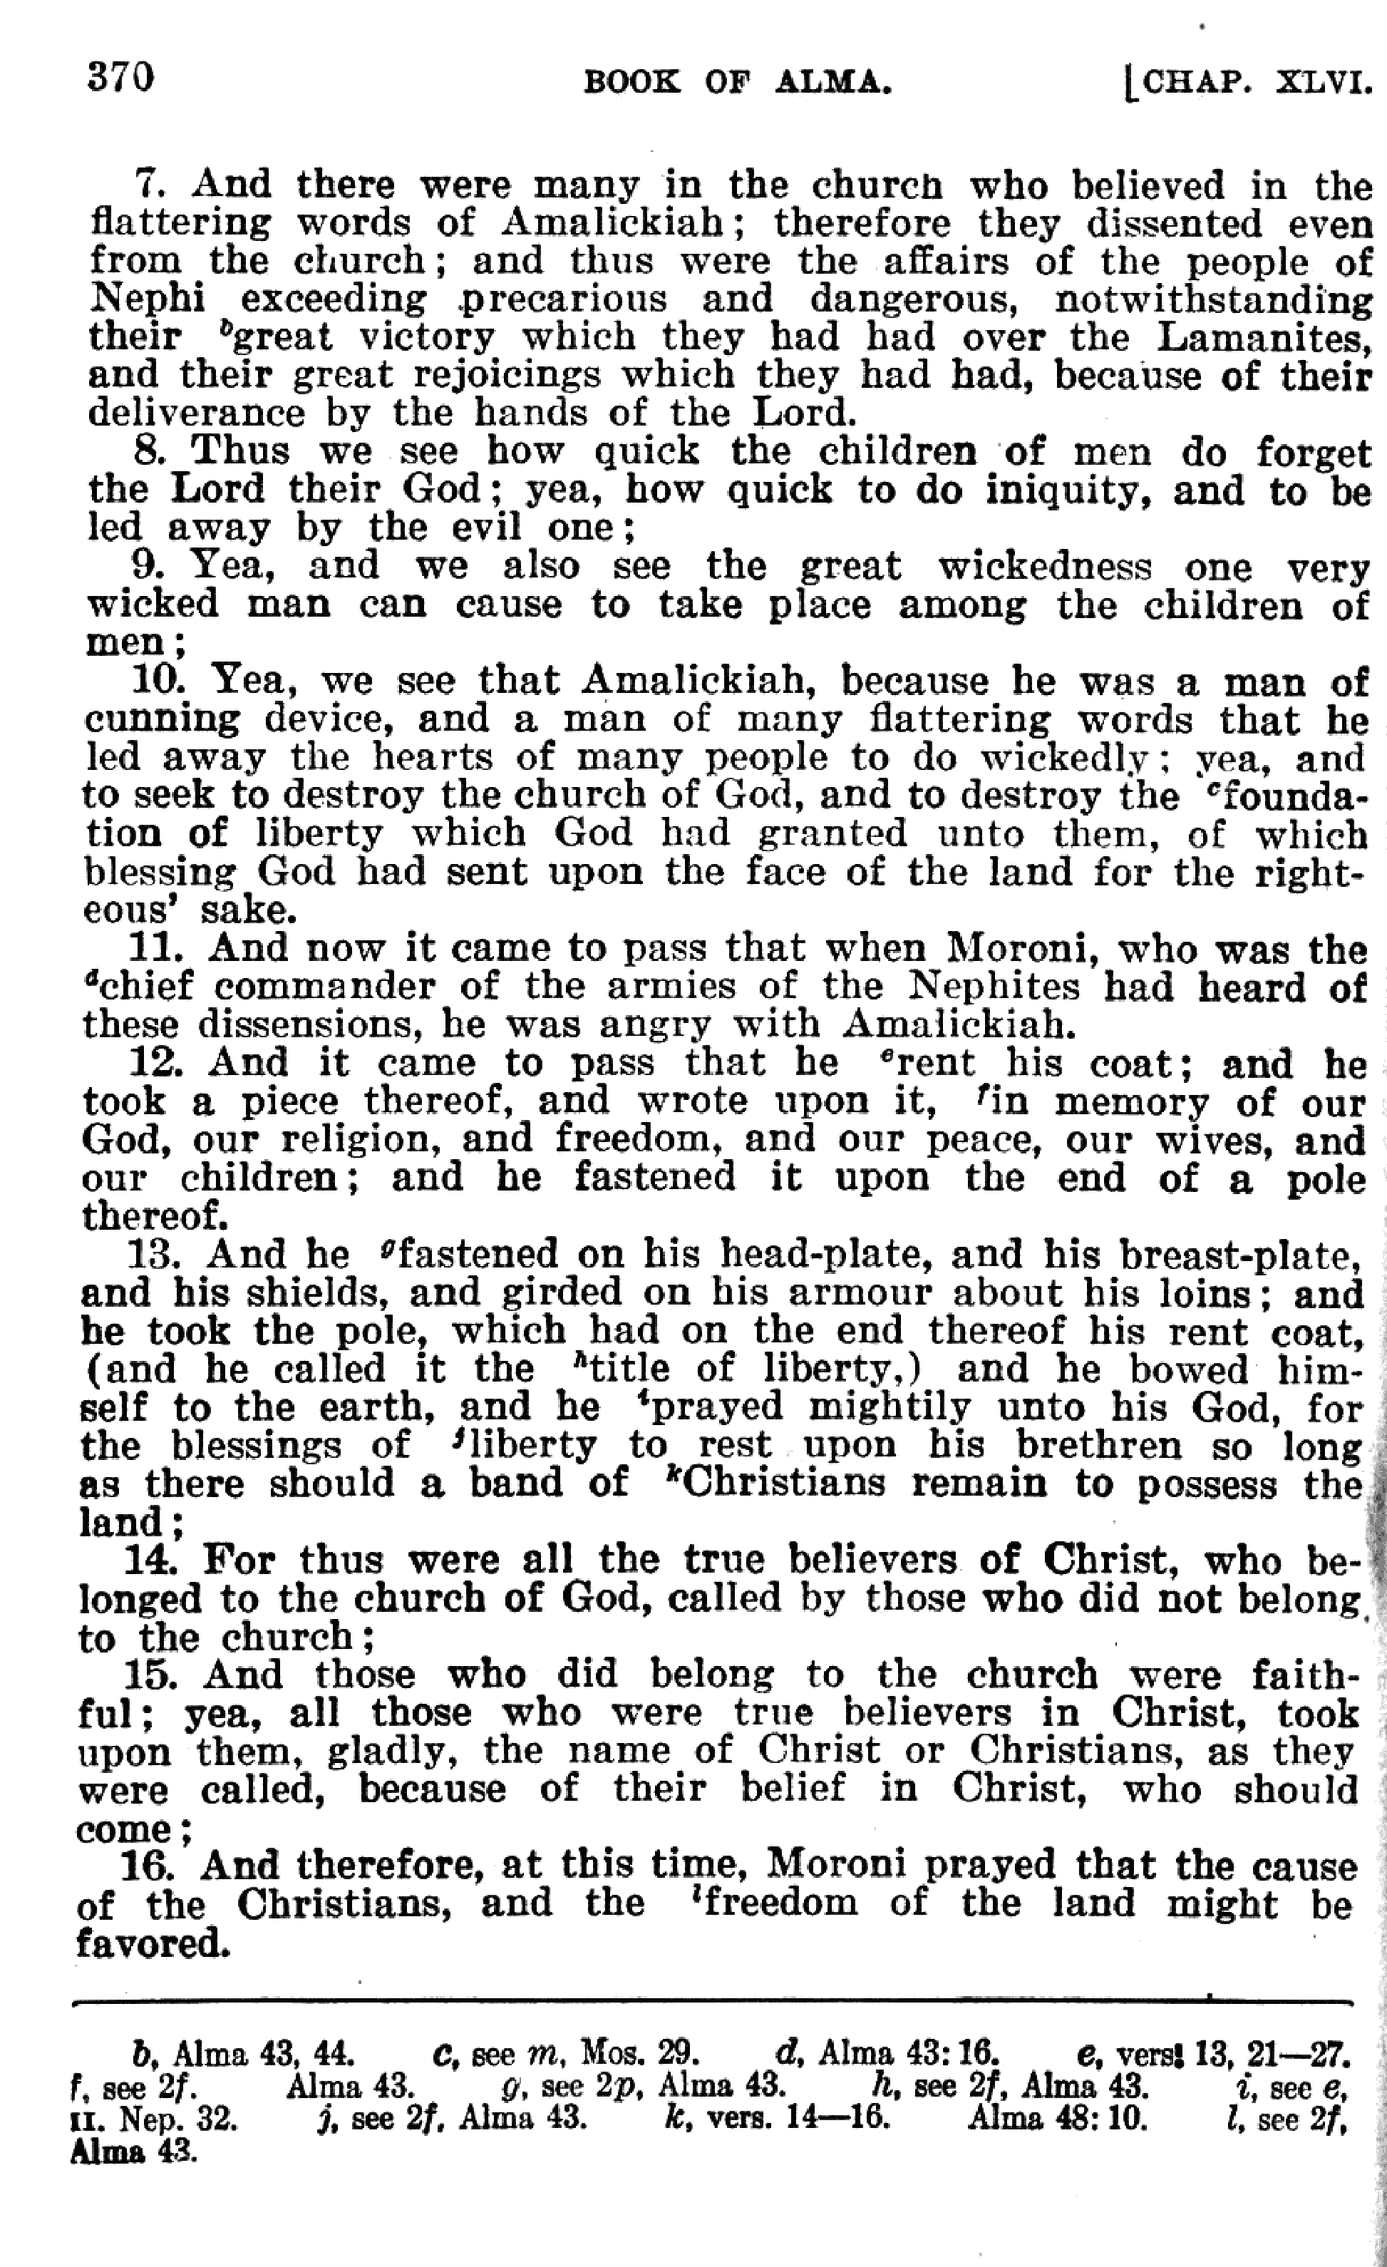 370 BOOK OF ALMA. [CHAP. XLVI.
7. And there were many in the church who believed in the
flattering words of Amalickiah; therefore they dissented even
from the church; and thus were the affairs of the people of
Nephi exceeding precarious and dangerous, notwithstanding
their ᵇgreat victory which they had had over the Lamanites,
and their great rejoicings which they had had, because of their
deliverance by the hands of the Lord.
8. Thus we see how quick the children of men do forget
the Lord their God; yea, how quick to do iniquity, and to be
led away by the evil one;
9. Yea, and we also see the great wickedness one very
wicked man can cause to take place among the children of
men;
10. Yea, we see that Amalickiah, because he was a man of
cunning device, and a man of many flattering words that he
led away the hearts of many people to do wickedly; yea, and
to seek to destroy the church of God, and to destroy the ᶜfounda-
tion of liberty which God had granted unto them, of which
blessing God had sent upon the face of the land for the right-
eous' sake.
11. And now it came to pass that when Moroni, who was the
ᵈchief commander of the armies of the Nephites had heard of
these dissensions, he was angry with Amalickiah.
12. And it came to pass that he ᵉrent his coat; and he
took a piece thereof, and wrote upon it, ᶠin memory of our
God, our religion, and freedom, and our peace, our wives, and
our children; and he fastened it upon the end of a pole
thereof.
13. And he ᵍfastened on his head-plate, and his breast-plate,
and his shields, and girded on his armour about his loins; and
he took the pole, which had on the end thereof his rent coat,
(and he called it the ʰtitle of liberty,) and he bowed him-
self to the earth, and he ⁱprayed mightily unto his God, for
the blessings of ʲliberty to rest upon his brethren so long
as there should a band of ᵏChristians remain to possess the
land;
14. For thus were all the true believers of Christ, who be-
longed to the church of God, called by those who did not belong
to the church;
15. And those who did belong to the church were faith-
ful; yea, all those who were true believers in Christ, took
upon them, gladly, the name of Christ or Christians, as they
were called, because of their belief in Christ, who should
come;
16. And therefore, at this time, Moroni prayed that the cause
of the Christians, and the ˡfreedom of the land might be
favored.
b, Alma 43, 44. c, see m, Mos. 29. d, Alma 43: 16. e, vers. 13, 21—27.
f, see 2f. Alma 43. g, see 2p, Alma 43. h, see 2f, Alma 43. i, see e,
II. Nep. 32. j, see 2f, Alma 43. k, vers. 14—16. Alma 48: 10. l, see 2f,
Alma 43.